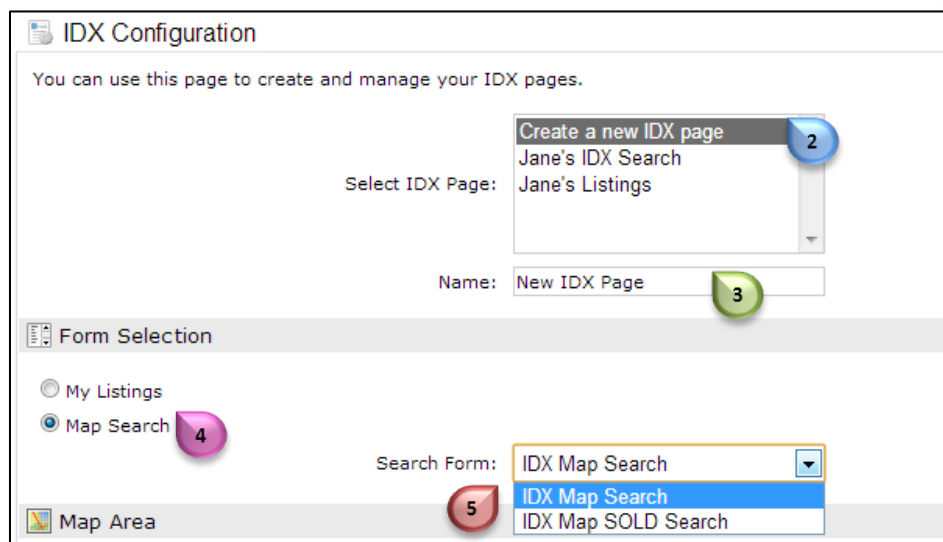 IDX Configuration
You can use this page to create and manage your IDX pages.
Create a new IDX page
2
Jane's IDX Search
Select IDX Page:
Jane's Listings
Name:
New IDX Page
3
Form Selection
My Listings
Map Search
4
Search Form:
IDX Map Search
IDX Map Search
5
IDX Map SOLD Search
Map Area